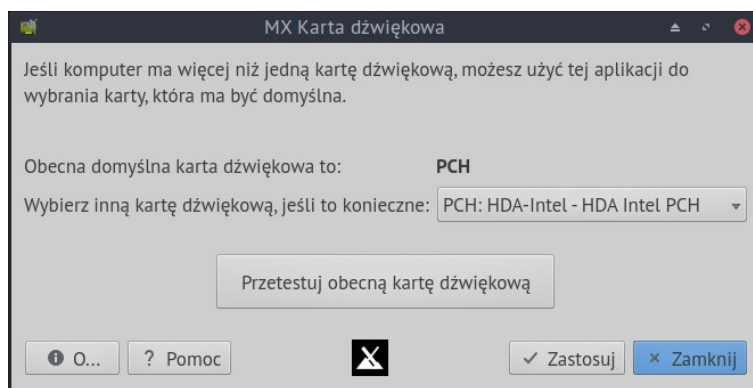 MX Karta dźwiękowa
Jeśli komputer ma więcej niż jedną kartę dźwiękową, możesz użyć tej aplikacji do
wybrania karty, która ma być domyślna.
Obecna domyślna karta dźwiękowa to: PCH
Wybierz inną kartę dźwiękową, jeśli to konieczne: PCH: HDA-Intel - HDA Intel PCH
Przetestuj obecną kartę dźwiękową
O... ? Pomoc Zastosuj Zamknij